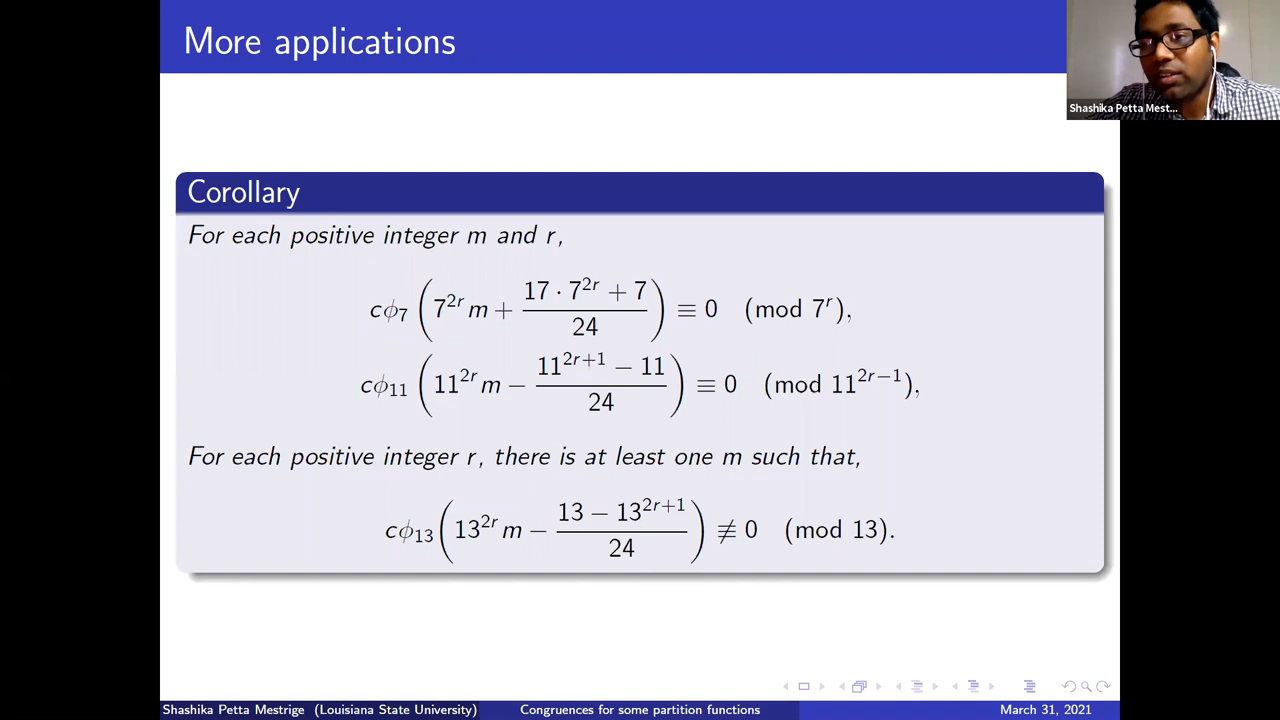 More applications
Shashika Petta Mest...
Corollary
For each positive integer m and r,
cϕ₇ (7^{2r} m + \frac{17 · 7^{2r} + 7}{24}) ≡ 0 (mod 7^r),
cϕ₁₁ (11^{2r} m − \frac{11^{2r+1} − 11}{24}) ≡ 0 (mod 11^{2r−1}),
For each positive integer r, there is at least one m such that,
cϕ₁₃ (13^{2r} m − \frac{13 − 13^{2r+1}}{24}) ≢ 0 (mod 13).
Shashika Petta Mestrige (Louisiana State University) Congruences for some partition functions March 31, 2021